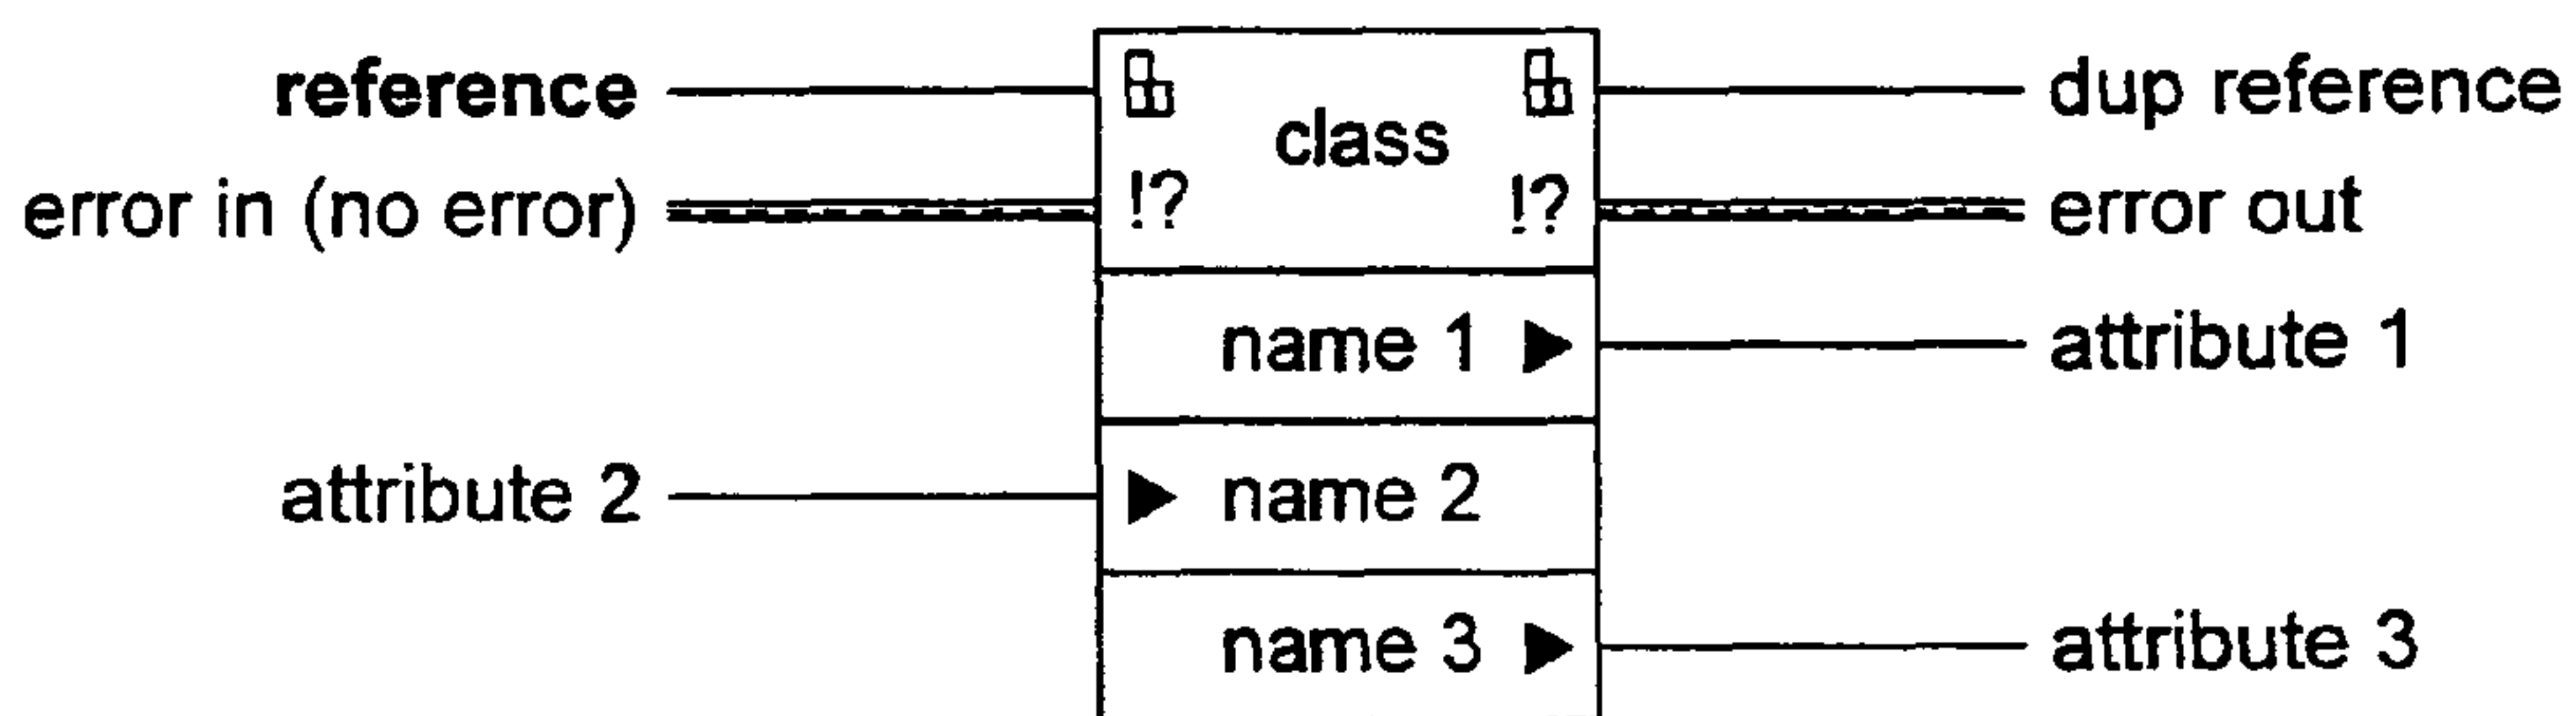 reference class dup reference
error in (no error) !? !? error out
name 1 attribute 1
attribute 2 name 2
name 3 attribute 3